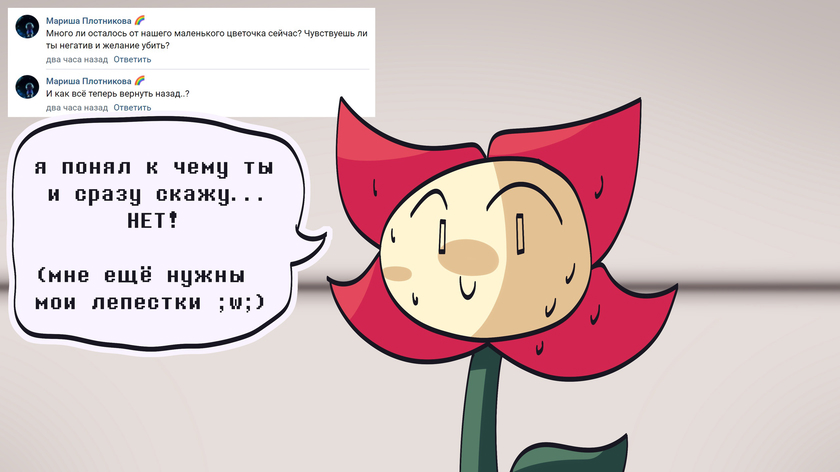 Мариша Плотникова 🌈
Много ли осталось от нашего маленького цветочка сейчас? Чувствуешь ли
ты негатив и желание убить?
два часа назад Ответить
Мариша Плотникова 🌈
И как всё теперь вернуть назад..?
два часа назад Ответить
я понял к чему ты
и сразу скажу...
НЕТ!
(мне ещё нужны
мои лепестки ;w;)